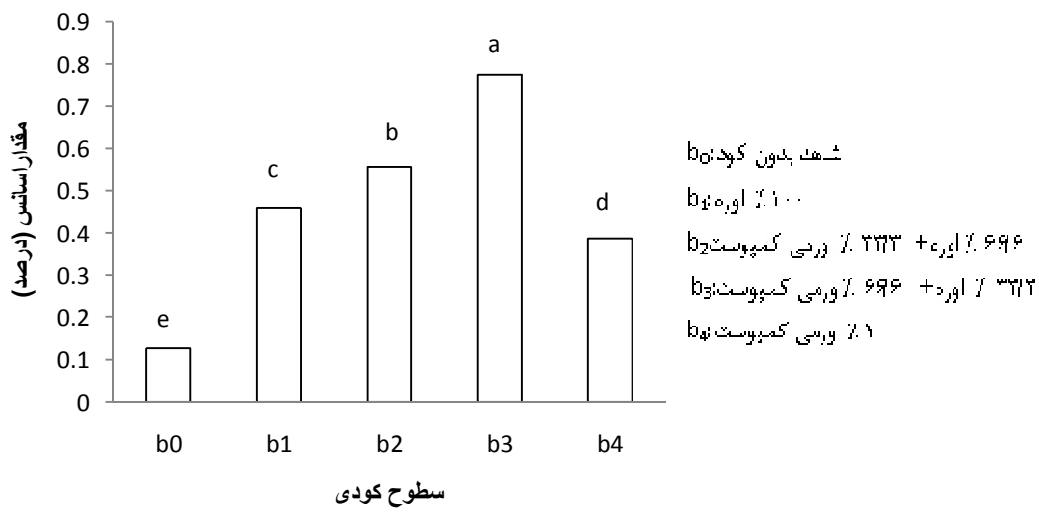 0.9
0.8
0.7
0.6
0.5
0.4
0.3
0.2
0.1
0
مقدار اسانس (درصد)
e
c
b
a
d
b0 b1 b2 b3 b4
سطوح کودی
b0: شاهد بدون کود
b1: ۱۰۰٪ اوره
b2: ۶۶/۶٪ اوره + ۳۳/۳٪ ورمی کمپوست
b3: ۳۳/۳٪ اوره + ۶۶/۶٪ ورمی کمپوست
b4: ۱٪ ورمی کمپوست